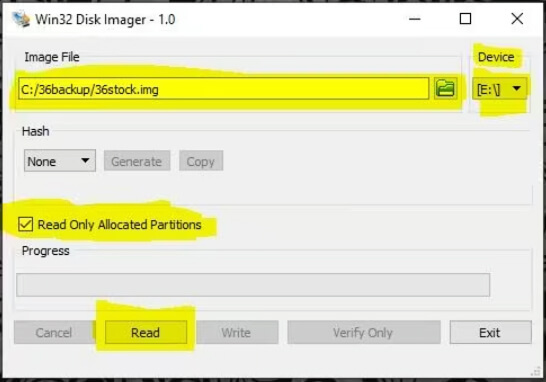 Win32 Disk Imager - 1.0
Image File
Device
C:/36backup/36stock.img
[E:\]
Hash
None
Generate
Copy
Read Only Allocated Partitions
Progress
Cancel
Read
Write
Verify Only
Exit